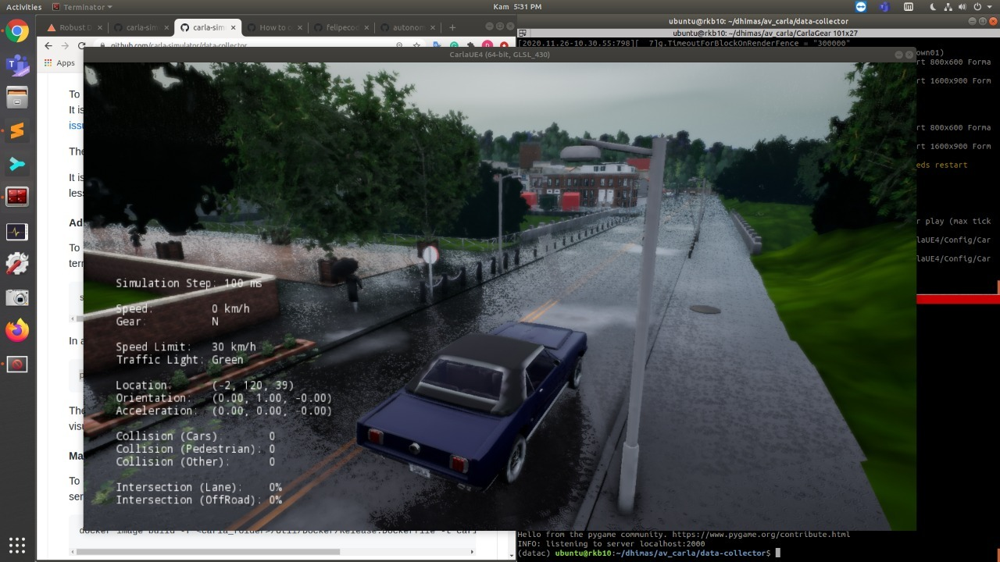 Activities
Terminator
Kam 5:31 PM
Robust D
carla-sim
carla-sim
How to c
felipeco
autonom
github.com/carla-simulator/data-collector
Apps
ubuntu@rkb10: ~/dhimas/av_carla/data-collector
ubuntu@rkb10: ~/dhimas/av_carla/CarlaGear 101x27
[2020.11.26-10.30.55:798][ 7]g.TimeoutForBlockOnRenderFence = "300000"
own01)
rt 800x600 Forma
rt 1600x900 Form
rt 800x600 Forma
rt 1600x900 Form
eds restart
r play (max tick
laUE4/Config/Car
laUE4/Config/Car
CarlaUE4 (64-bit, GLSL_430)
To
It is
issu
The
It is
less
Ad
To
term
s
In a
p
The
visu
Ma
To
ser
Simulation Step: 100 ms
Speed: 0 km/h
Gear: N
Speed Limit: 30 km/h
Traffic Light: Green
Location: (-2, 120, 39)
Orientation: (0.00, 1.00, -0.00)
Acceleration: (0.00, 0.00, -0.00)
Collision (Cars): 0
Collision (Pedestrian): 0
Collision (Other): 0
Intersection (Lane): 0%
Intersection (OffRoad): 0%
docker image build -f <carla_folder>/Util/Docker/Release.Dockerfile -t carl
Hello from the pygame community. https://www.pygame.org/contribute.html
INFO: listening to server localhost:2000
(datac) ubuntu@rkb10:~/dhimas/av_carla/data-collector$